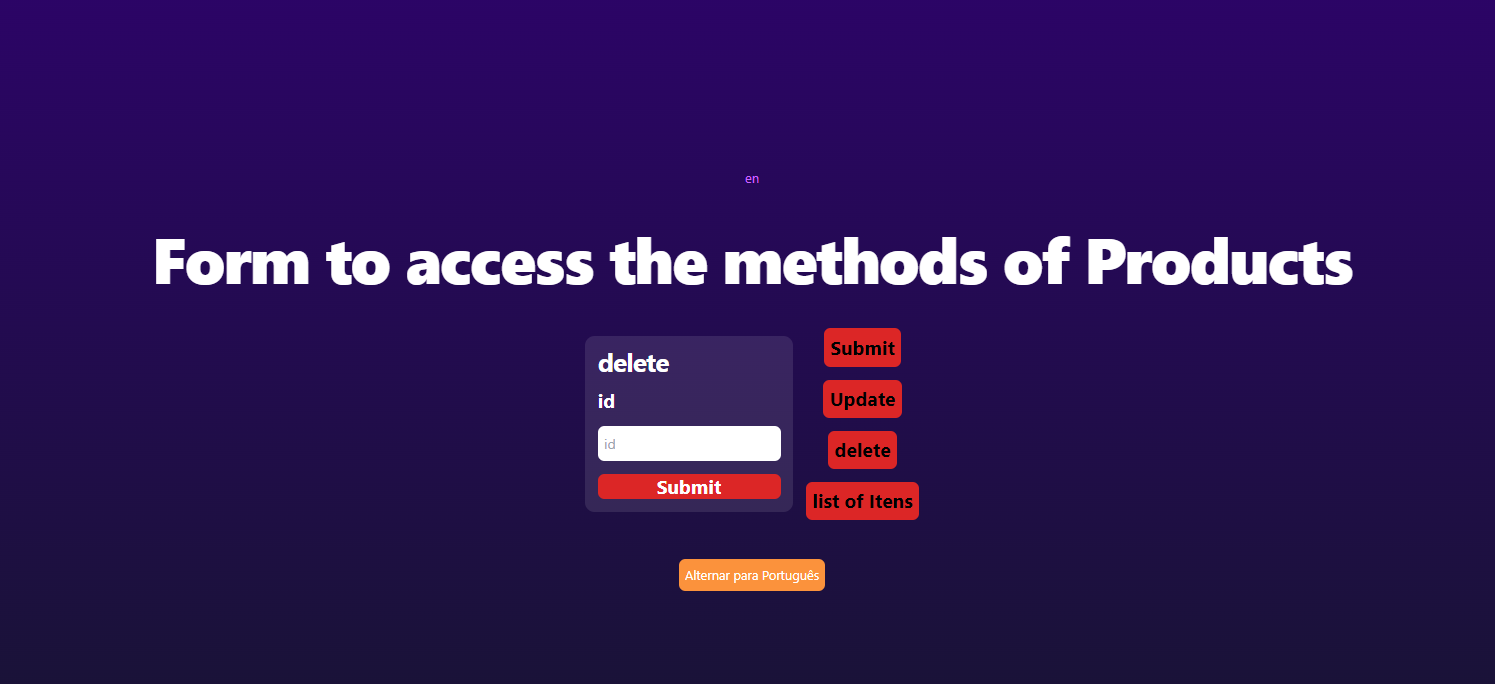 en
Form to access the methods of Products
delete
id
id
Submit
Submit
Update
delete
list of Itens
Alternar para Português